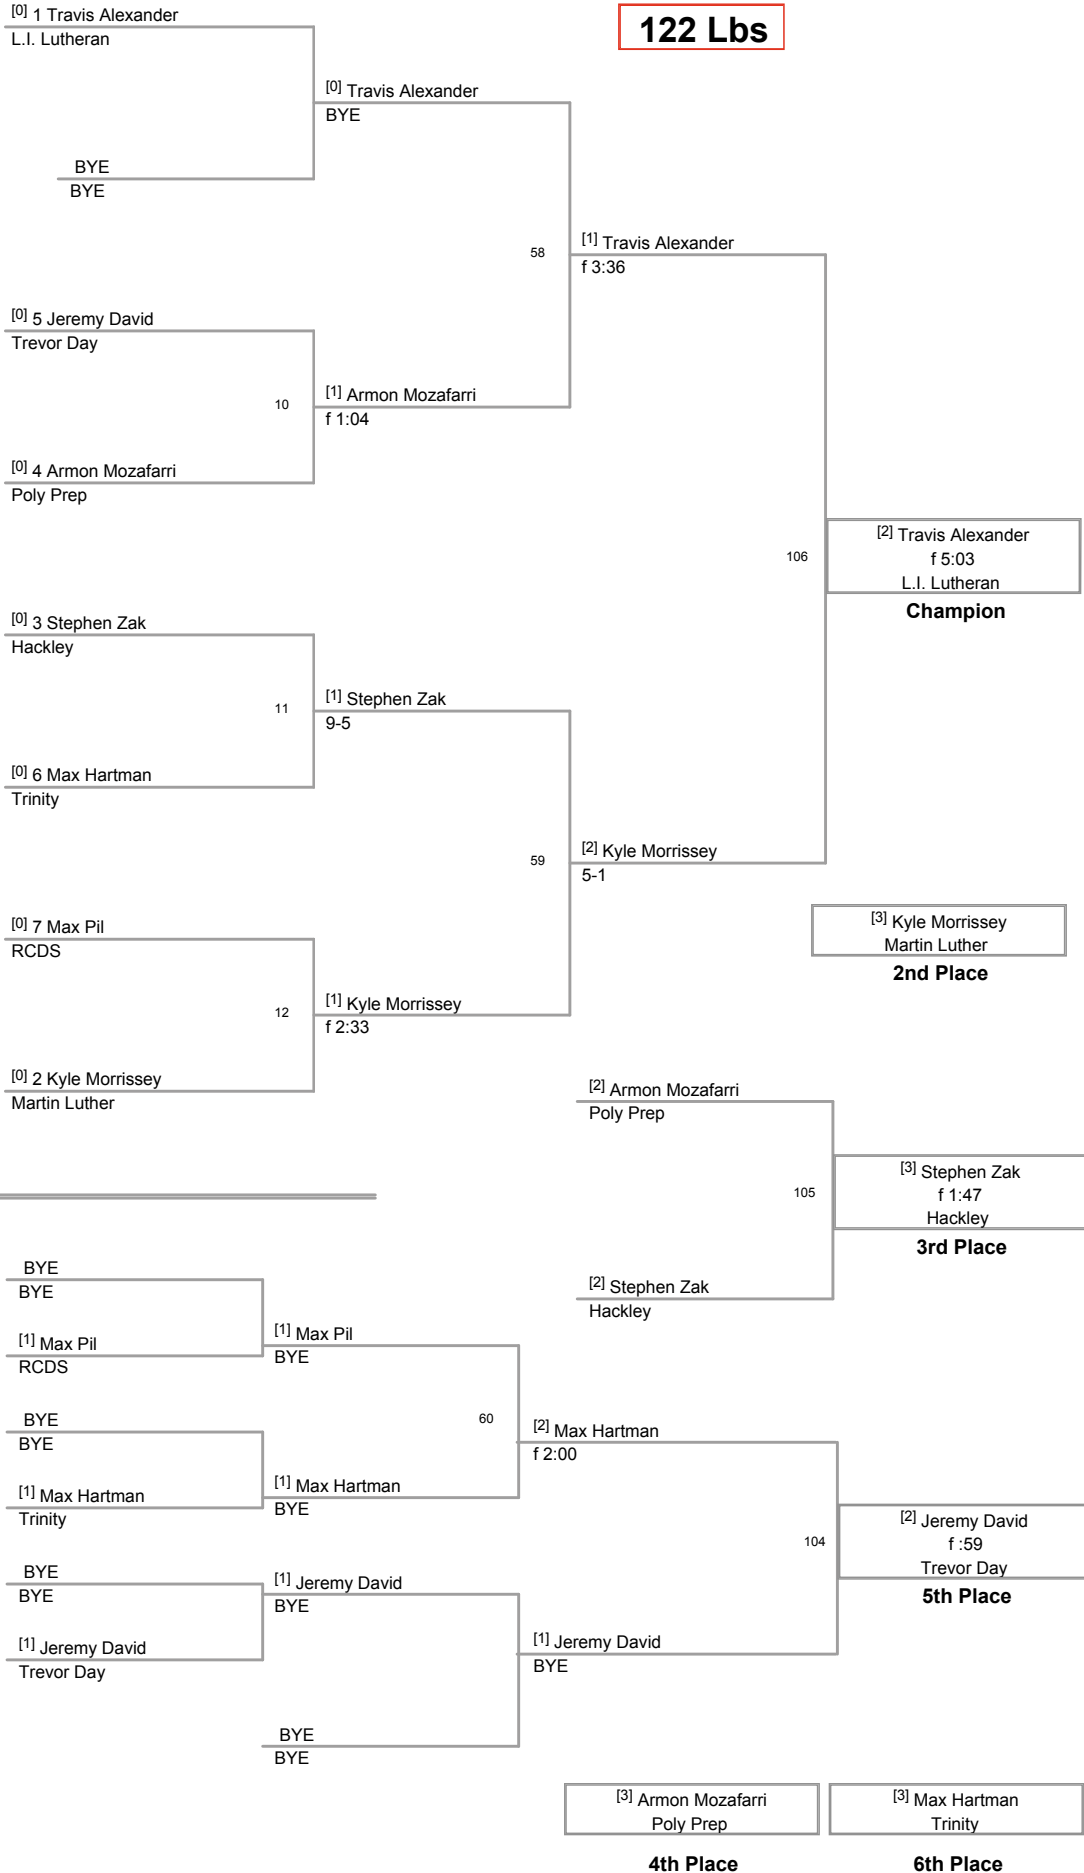 [0] 1 Travis Alexander
L.I. Lutheran
122 Lbs
[0] Travis Alexander
BYE
BYE
BYE
58
[1] Travis Alexander
f 3:36
[0] 5 Jeremy David
Trevor Day
10
[1] Armon Mozafarri
f 1:04
[0] 4 Armon Mozafarri
Poly Prep
106
[2] Travis Alexander
f 5:03
L.I. Lutheran
Champion
[0] 3 Stephen Zak
Hackley
11
[1] Stephen Zak
9-5
[0] 6 Max Hartman
Trinity
59
[2] Kyle Morrissey
5-1
[0] 7 Max Pil
RCDS
[3] Kyle Morrissey
Martin Luther
2nd Place
12
[1] Kyle Morrissey
f 2:33
[0] 2 Kyle Morrissey
Martin Luther
[2] Armon Mozafarri
Poly Prep
105
[3] Stephen Zak
f 1:47
Hackley
3rd Place
[2] Stephen Zak
Hackley
BYE
BYE
[1] Max Pil
RCDS
[1] Max Pil
BYE
60
BYE
BYE
[1] Max Hartman
Trinity
[1] Max Hartman
BYE
[2] Max Hartman
f 2:00
104
[2] Jeremy David
f :59
Trevor Day
5th Place
BYE
BYE
[1] Jeremy David
Trevor Day
[1] Jeremy David
BYE
[1] Jeremy David
BYE
BYE
BYE
[3] Armon Mozafarri
Poly Prep
4th Place
[3] Max Hartman
Trinity
6th Place